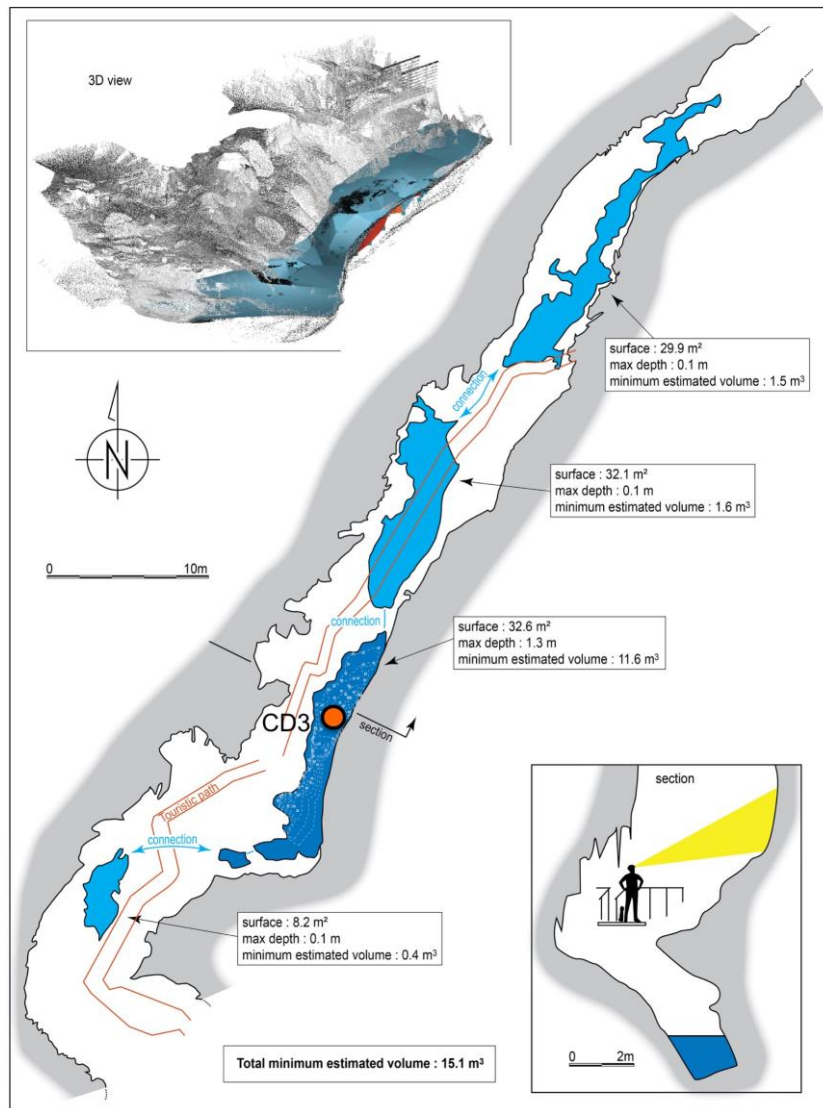 3D view
surface : 29.9 m²
max depth : 0.1 m
minimum estimated volume : 1.5 m³
connection
N
surface : 32.1 m²
max depth : 0.1 m
minimum estimated volume : 1.6 m³
0 10m
connection
surface : 32.6 m²
max depth : 1.3 m
minimum estimated volume : 11.6 m³
CD3
section
Touristic path
connection
section
surface : 8.2 m²
max depth : 0.1 m
minimum estimated volume : 0.4 m³
0 2m
Total minimum estimated volume : 15.1 m³